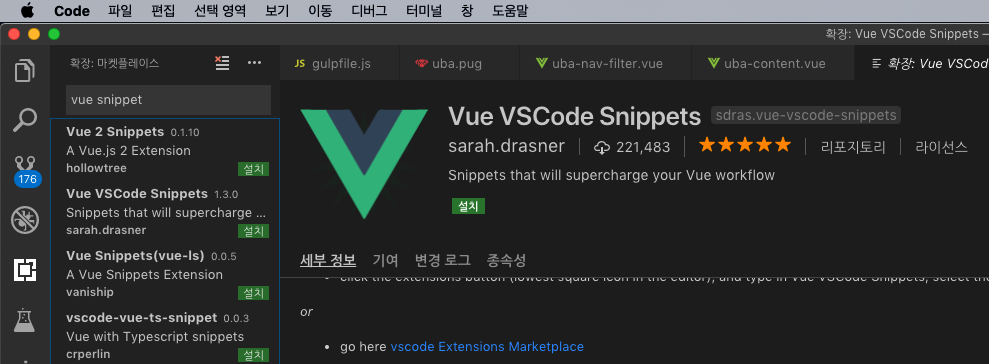 Code 파일 편집 선택 영역 보기 이동 디버그 터미널 창 도움말
확장: Vue VSCode Snippets —
확장: 마켓플레이스
JS gulpfile.js
uba.pug
uba-nav-filter.vue
uba-content.vue
확장: Vue VSCod
vue snippet
Vue 2 Snippets 0.1.10
A Vue.js 2 Extension
hollowtree 설치
176
Vue VSCode Snippets 1.3.0
Snippets that will supercharge ...
sarah.drasner 설치
Vue Snippets(vue-ls) 0.0.5
A Vue Snippets Extension
vaniship 설치
vscode-vue-ts-snippet 0.0.3
Vue with Typescript snippets
crperlin 설치
Vue VSCode Snippets sdras.vue-vscode-snippets
sarah.drasner 221,483 리포지토리 라이선스
Snippets that will supercharge your Vue workflow
설치
세부 정보 기여 변경 로그 종속성
click the extensions button (lowest square icon in the editor), and type in Vue VSCode Snippets, select the
or
• go here vscode Extensions Marketplace